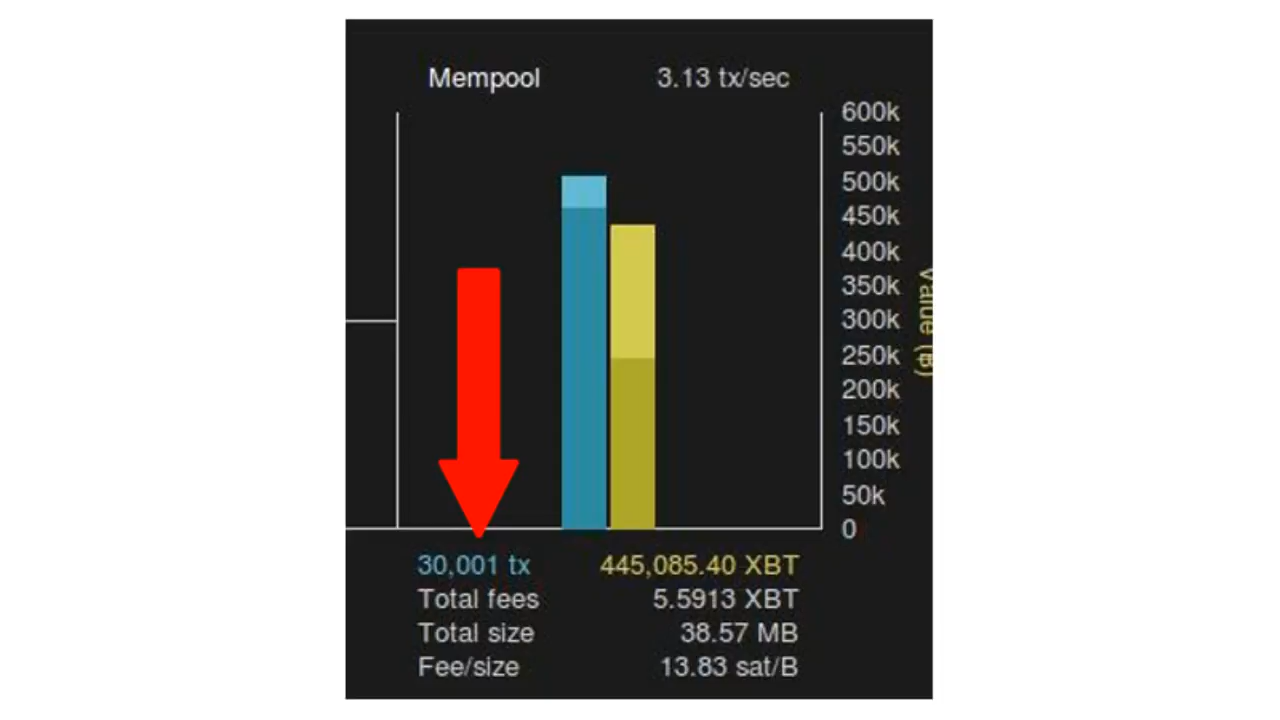 Mempool 3.13 tx/sec
600k
550k
500k
450k
400k
350k
300k
250k
200k
150k
100k
50k
0
Value (₿)
30,001 tx 445,085.40 XBT
Total fees 5.5913 XBT
Total size 38.57 MB
Fee/size 13.83 sat/B